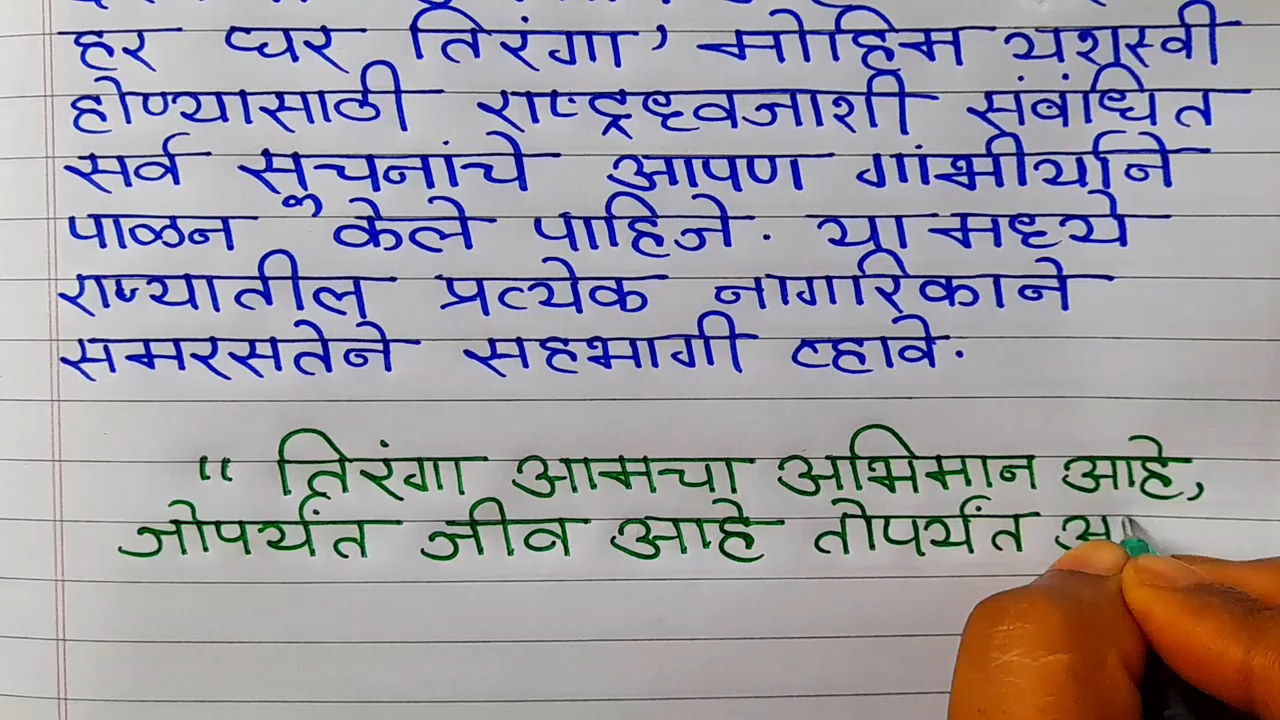 हर घर तिरंगा' मोहिम यशस्वी
होण्यासाठी राष्ट्रध्वजाशी संबंधित
सर्व सूचनांचे आपण गांभीर्याने
पाळन केले पाहिजे. यामध्ये
राज्यातील प्रत्येक नागरिकाने
समरसतेने सहभागी व्हावे.
" तिरंगा आमचा अभिमान आहे,
जोपर्यंत जीव आहे तोपर्यंत